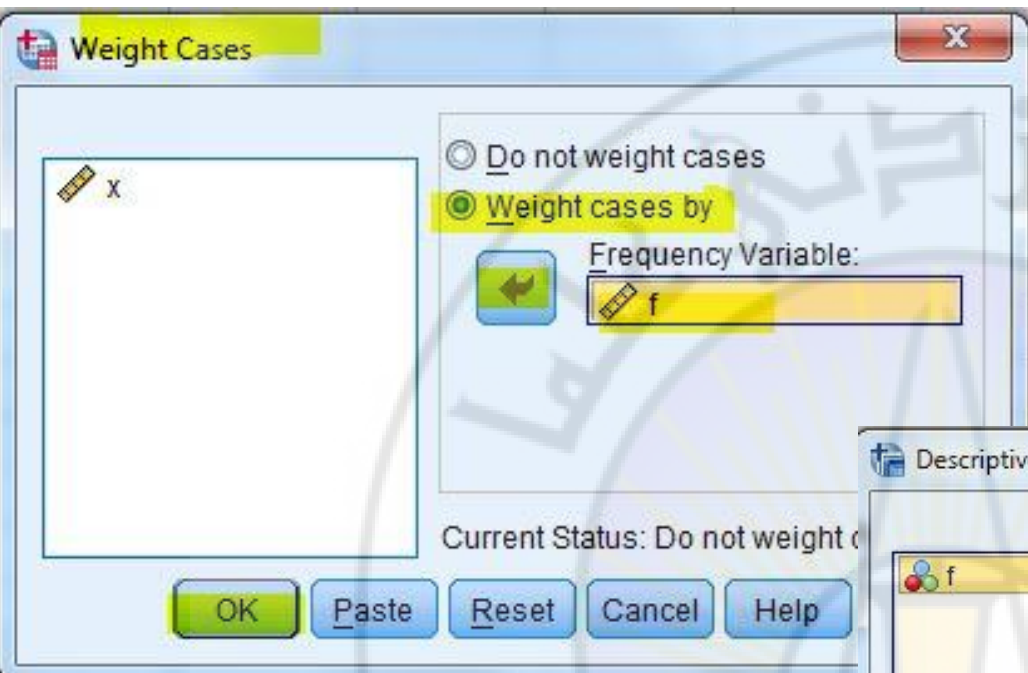 Weight Cases
x
Do not weight cases
Weight cases by
Frequency Variable:
f
Current Status: Do not weight
OK Paste Reset Cancel Help
Descriptiv
f